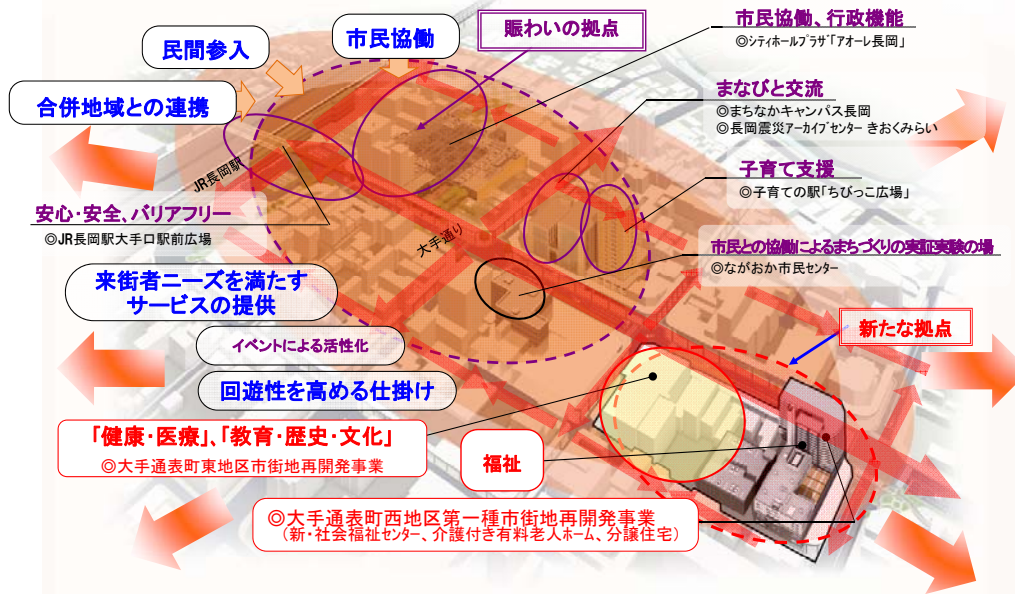 民間参入
市民協働
賑わいの拠点
市民協働、行政機能
◎シティホールプラザ「アオーレ長岡」
合併地域との連携
まなびと交流
◎まちなかキャンパス長岡
◎長岡震災アーカイブセンター きおくみらい
JR長岡駅
子育て支援
◎子育ての駅「ちびっこ広場」
安心・安全、バリアフリー
◎JR長岡駅大手口駅前広場
大手通り
市民との協働によるまちづくりの実証実験の場
◎ながおか市民センター
来街者ニーズを満たす
サービスの提供
新たな拠点
イベントによる活性化
回遊性を高める仕掛け
「健康・医療」、「教育・歴史・文化」
◎大手通表町東地区市街地再開発事業
福祉
◎大手通表町西地区第一種市街地再開発事業
（新・社会福祉センター、介護付き有料老人ホーム、分譲住宅）